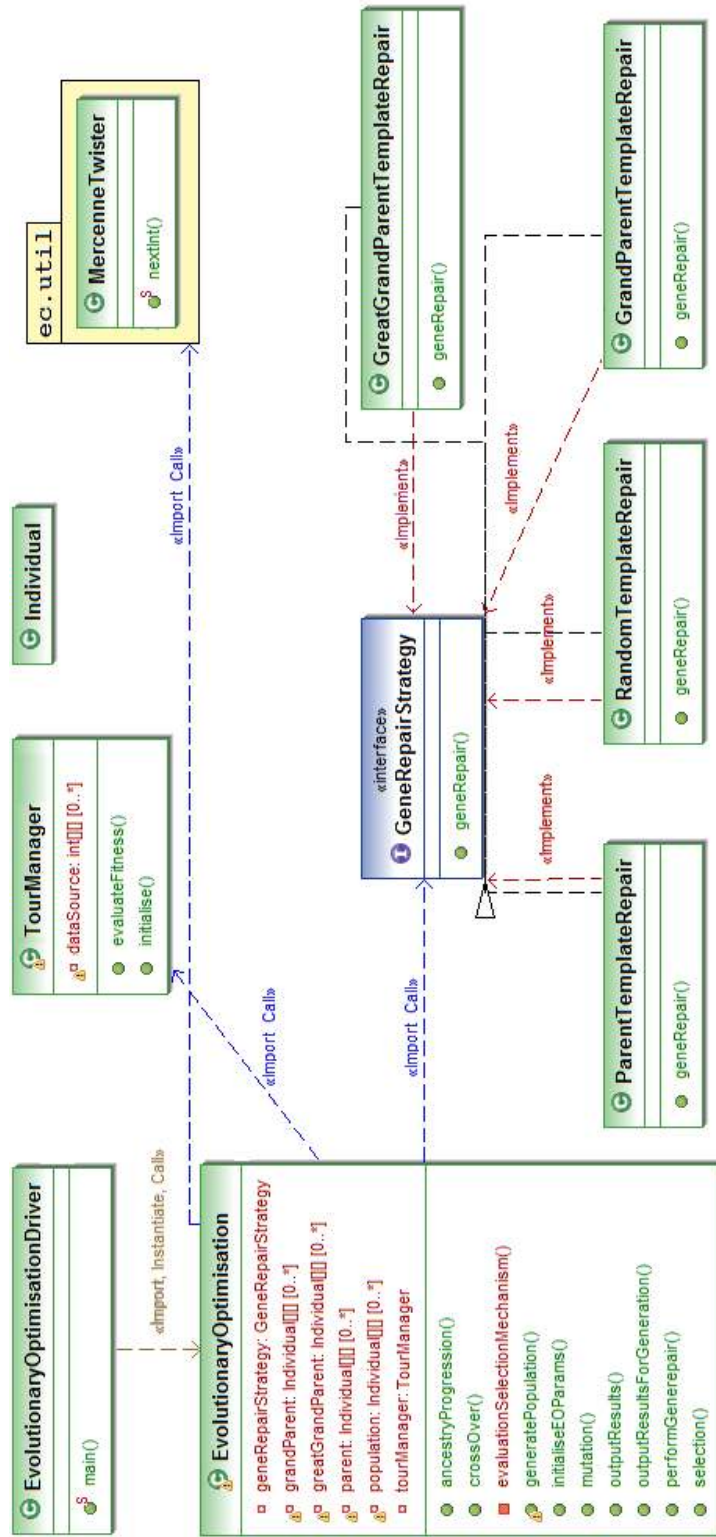 EvolutionaryOptimisationDriver
main()
«Import, Instantiate, Call»
EvolutionaryOptimisation
geneRepairStrategy: GeneRepairStrategy
grandParent: Individual[][] [0..*]
greatGrandParent: Individual[][] [0..*]
parent: Individual[][] [0..*]
population: Individual[][] [0..*]
tourManager: TourManager
ancestryProgression()
crossOver()
evaluationSelectionMechanism()
generatePopulation()
initialiseEOParams()
mutation()
outputResults()
outputResultsForGeneration()
performGenerepair()
selection()
TourManager
dataSource: int[][] [0..*]
evaluateFitness()
initialise()
Individual
ec.util
MercenneTwister
nextInt()
«Import Call»
«Import Call»
«Import Call»
«interface»
GeneRepairStrategy
geneRepair()
«Implement»
GreatGrandParentTemplateRepair
geneRepair()
«Implement»
«Implement»
«Implement»
ParentTemplateRepair
geneRepair()
RandomTemplateRepair
geneRepair()
GrandParentTemplateRepair
geneRepair()